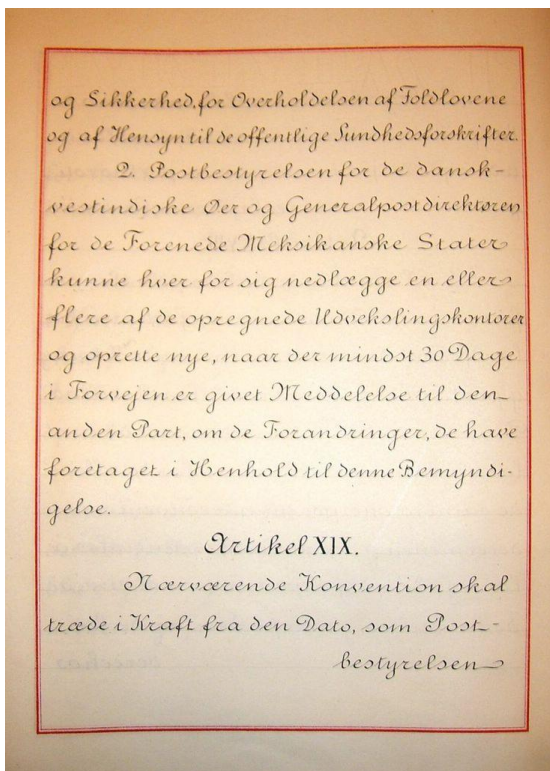 og Sikkerhed, for Overholdelsen af Toldlovene
og af Hensyn til de offentlige Sundhedsforskrifter.
2. Postbestyrelsen for de dansk-
vestindiske Øer og Generalpostdirektøren
for de Forenede Meksikanske Stater
kunne hver for sig nedlægge en eller
flere af de opregnede Udvekslingskontorer
og oprette nye, naar der mindst 30 Dage
i Forvejen er givet Meddelelse til den
anden Part, om de Forandringer, de have
foretaget i Henhold til denne Bemyndi-
gelse.
Artikel XIX.
Nærværende Konvention skal
træde i Kraft fra den Dato, som Post-
bestyrelsen